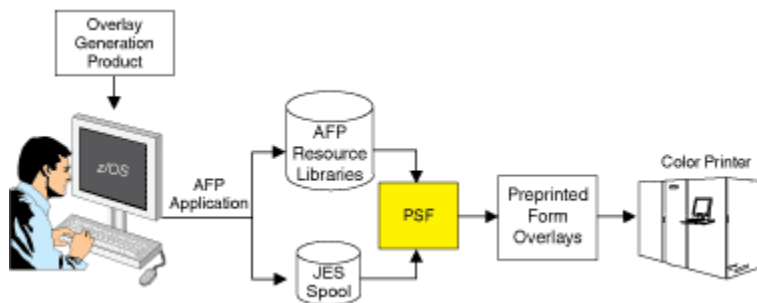 Overlay
Generation
Product
z/OS
AFP
Application
AFP
Resource
Libraries
JES
Spool
PSF
Preprinted
Form
Overlays
Color Printer